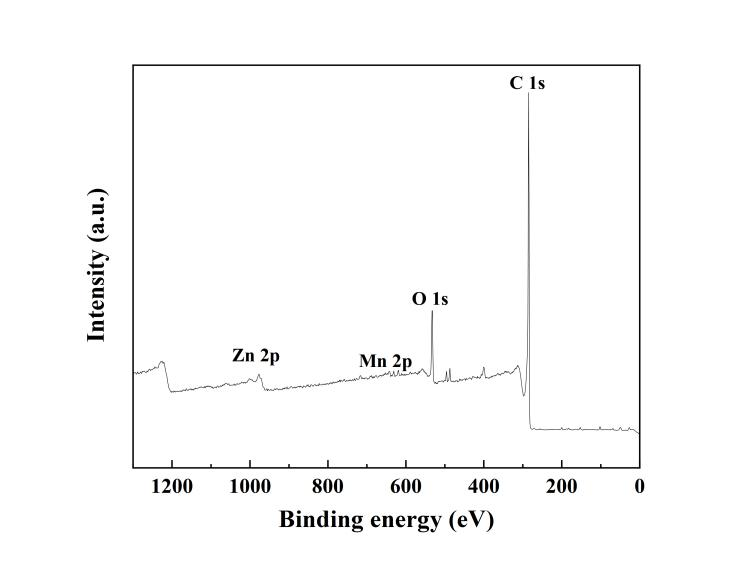 C 1s
O 1s
Zn 2p
Mn 2p
Intensity (a.u.)
1200 1000 800 600 400 200 0
Binding energy (eV)